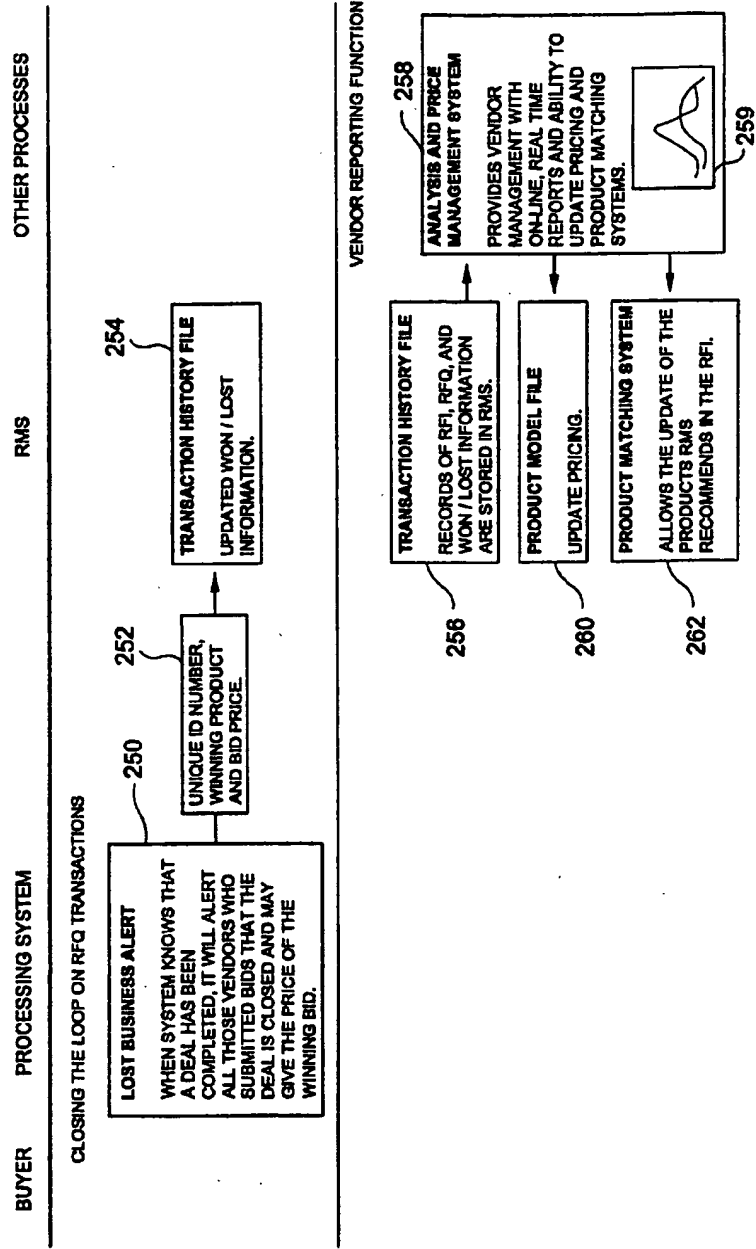 BUYER
PROCESSING SYSTEM
RMS
OTHER PROCESSES
CLOSING THE LOOP ON RFQ TRANSACTIONS
LOST BUSINESS ALERT
WHEN SYSTEM KNOWS THAT
A DEAL HAS BEEN
COMPLETED, IT WILL ALERT
ALL THOSE VENDORS WHO
SUBMITTED BIDS THAT THE
DEAL IS CLOSED AND MAY
GIVE THE PRICE OF THE
WINNING BID.
250
UNIQUE ID NUMBER,
WINNING PRODUCT
AND BID PRICE.
252
TRANSACTION HISTORY FILE
UPDATED WON / LOST
INFORMATION.
254
VENDOR REPORTING FUNCTION
TRANSACTION HISTORY FILE
RECORDS OF RFI, RFQ, AND
WON / LOST INFORMATION
ARE STORED IN RMS.
256
PRODUCT MODEL FILE
UPDATE PRICING.
260
PRODUCT MATCHING SYSTEM
ALLOWS THE UPDATE OF THE
PRODUCTS RMS
RECOMMENDS IN THE RFI.
262
ANALYSIS AND PRICE
MANAGEMENT SYSTEM
PROVIDES VENDOR
MANAGEMENT WITH
ON-LINE, REAL TIME
REPORTS AND ABILITY TO
UPDATE PRICING AND
PRODUCT MATCHING
SYSTEMS.
258
259